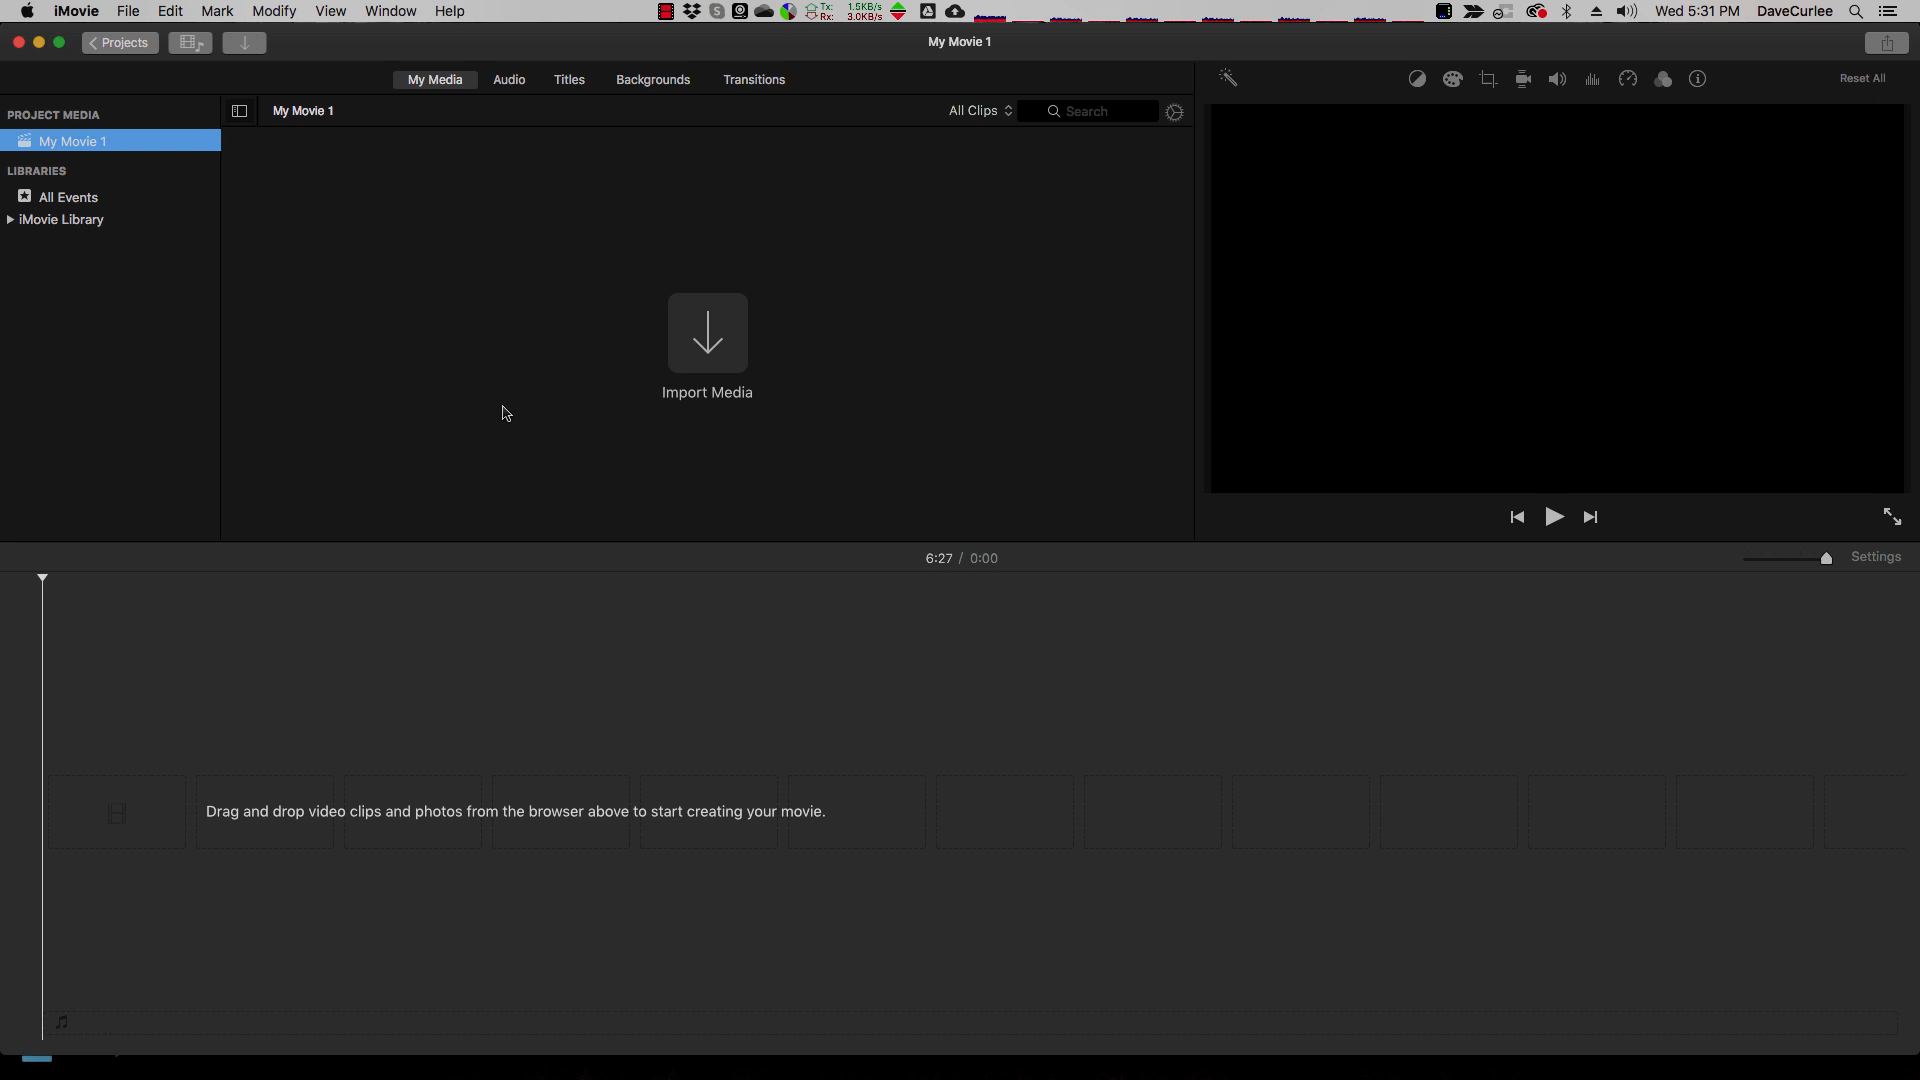 iMovie File Edit Mark Modify View Window Help Tx: 1.5KB/s Rx: 3.0KB/s Wed 5:31 PM DaveCurlee
Projects My Movie 1
My Media Audio Titles Backgrounds Transitions Reset All
PROJECT MEDIA My Movie 1 All Clips Search
My Movie 1
LIBRARIES
All Events
iMovie Library
Import Media
6:27 / 0:00 Settings
Drag and drop video clips and photos from the browser above to start creating your movie.